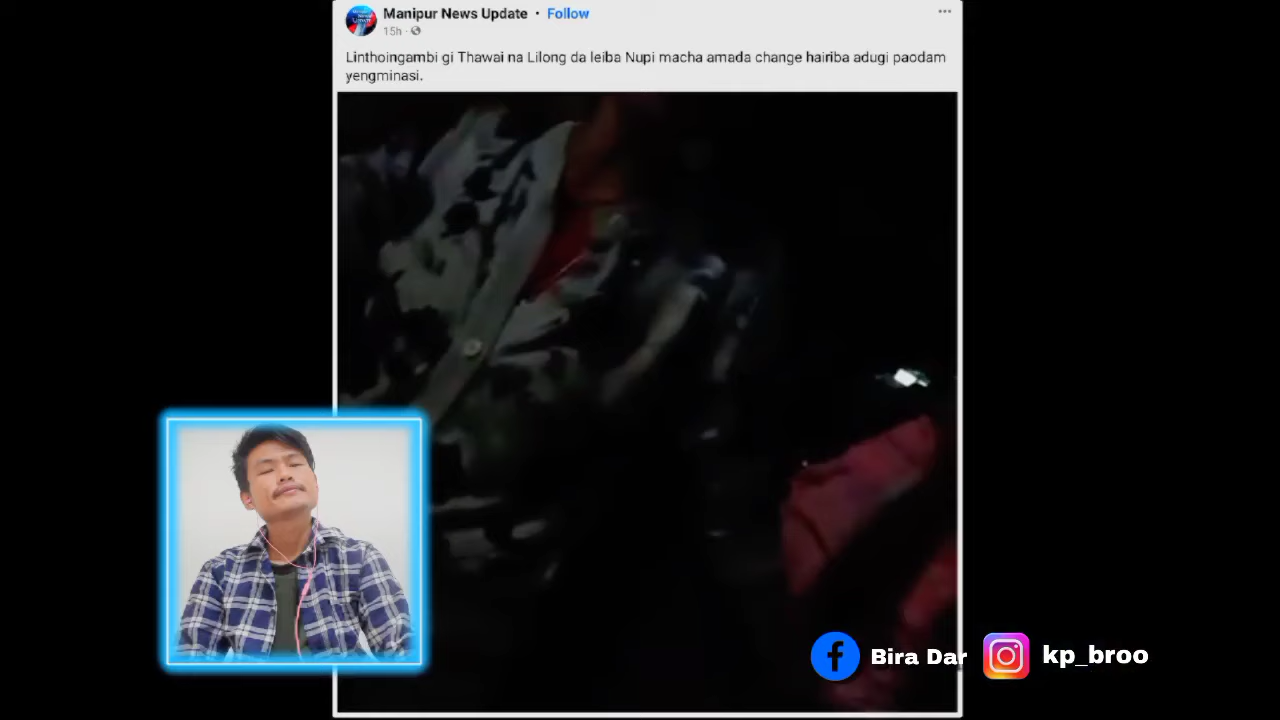 Manipur News Update · Follow
15h ·
Linthoingambi gi Thawai na Lilong da leiba Nupi macha amada change hairiba adugi paodam
yengminasi.
Bira Dar
kp_broo